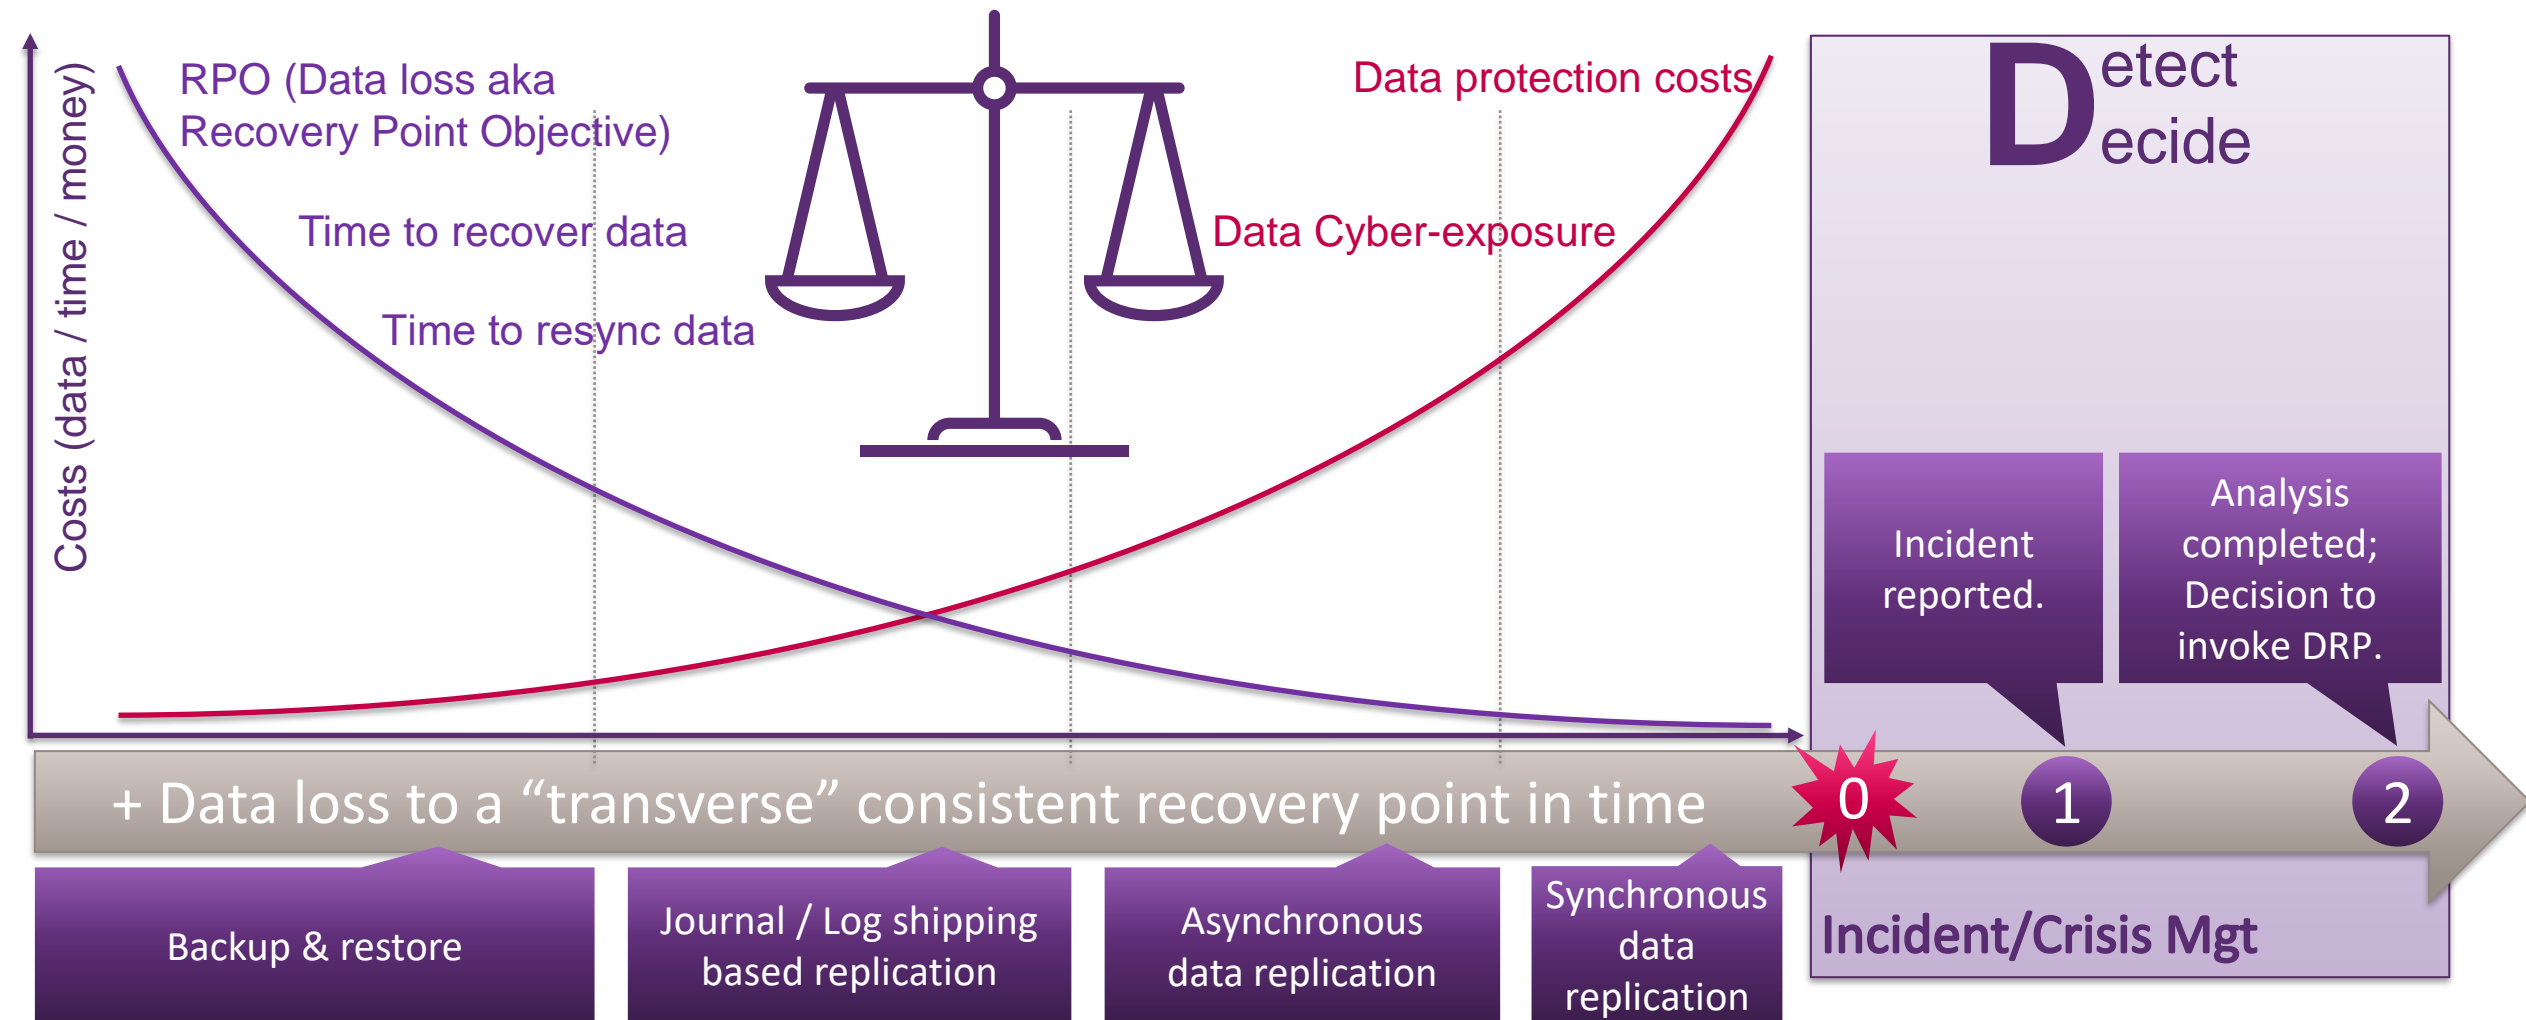 Costs (data / time / money)
RPO (Data loss aka
Recovery Point Objective)
Time to recover data
Time to resync data
Data protection costs
Data Cyber-exposure
Detect
Decide
Incident
reported.
Analysis
completed;
Decision to
invoke DRP.
+ Data loss to a “transverse” consistent recovery point in time
0
1
2
Backup & restore
Journal / Log shipping
based replication
Asynchronous
data replication
Synchronous
data
replication
Incident/Crisis Mgt